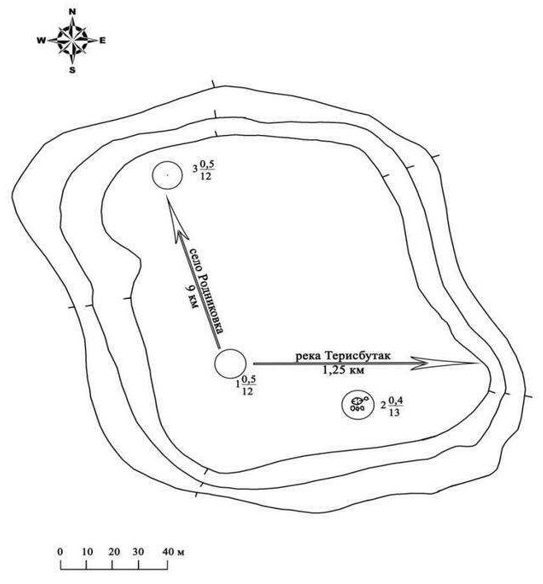 N
W E
S
3 0,5
12
село Родниковка
9 км
река Терисбутак
1,25 км
1 0,5
12
2 0,4
13
0 10 20 30 40 м